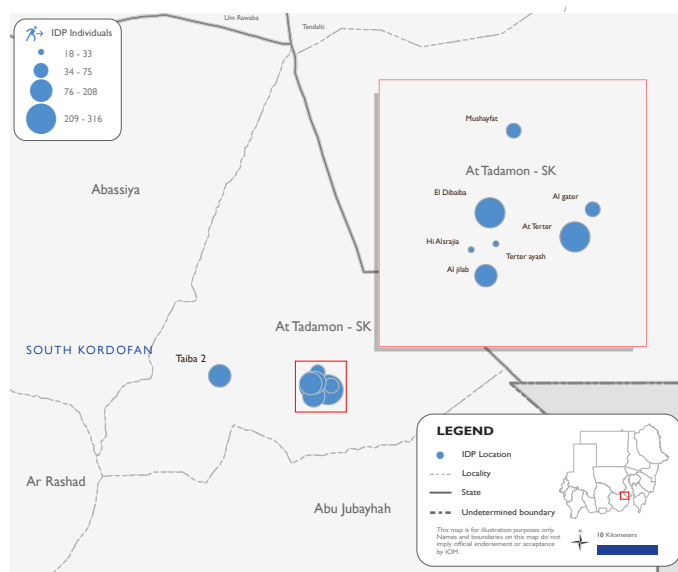 Um Rawaba
Tendalti
IDP Individuals
18 - 33
34 - 75
76 - 208
209 - 316
Mushayfat
At Tadamon - SK
Abassiya
El Dibaiba
Al gater
At Terter
Hi Alsrajia
Terter ayash
Al jilab
At Tadamon - SK
SOUTH KORDOFAN
Taiba 2
LEGEND
IDP Location
Locality
State
Undetermined boundary
This map is for illustration purposes only.
Names and boundaries on this map do not
imply official endorsement or acceptance
by IOM.
N
10 Kilometers
Ar Rashad
Abu Jubayhah